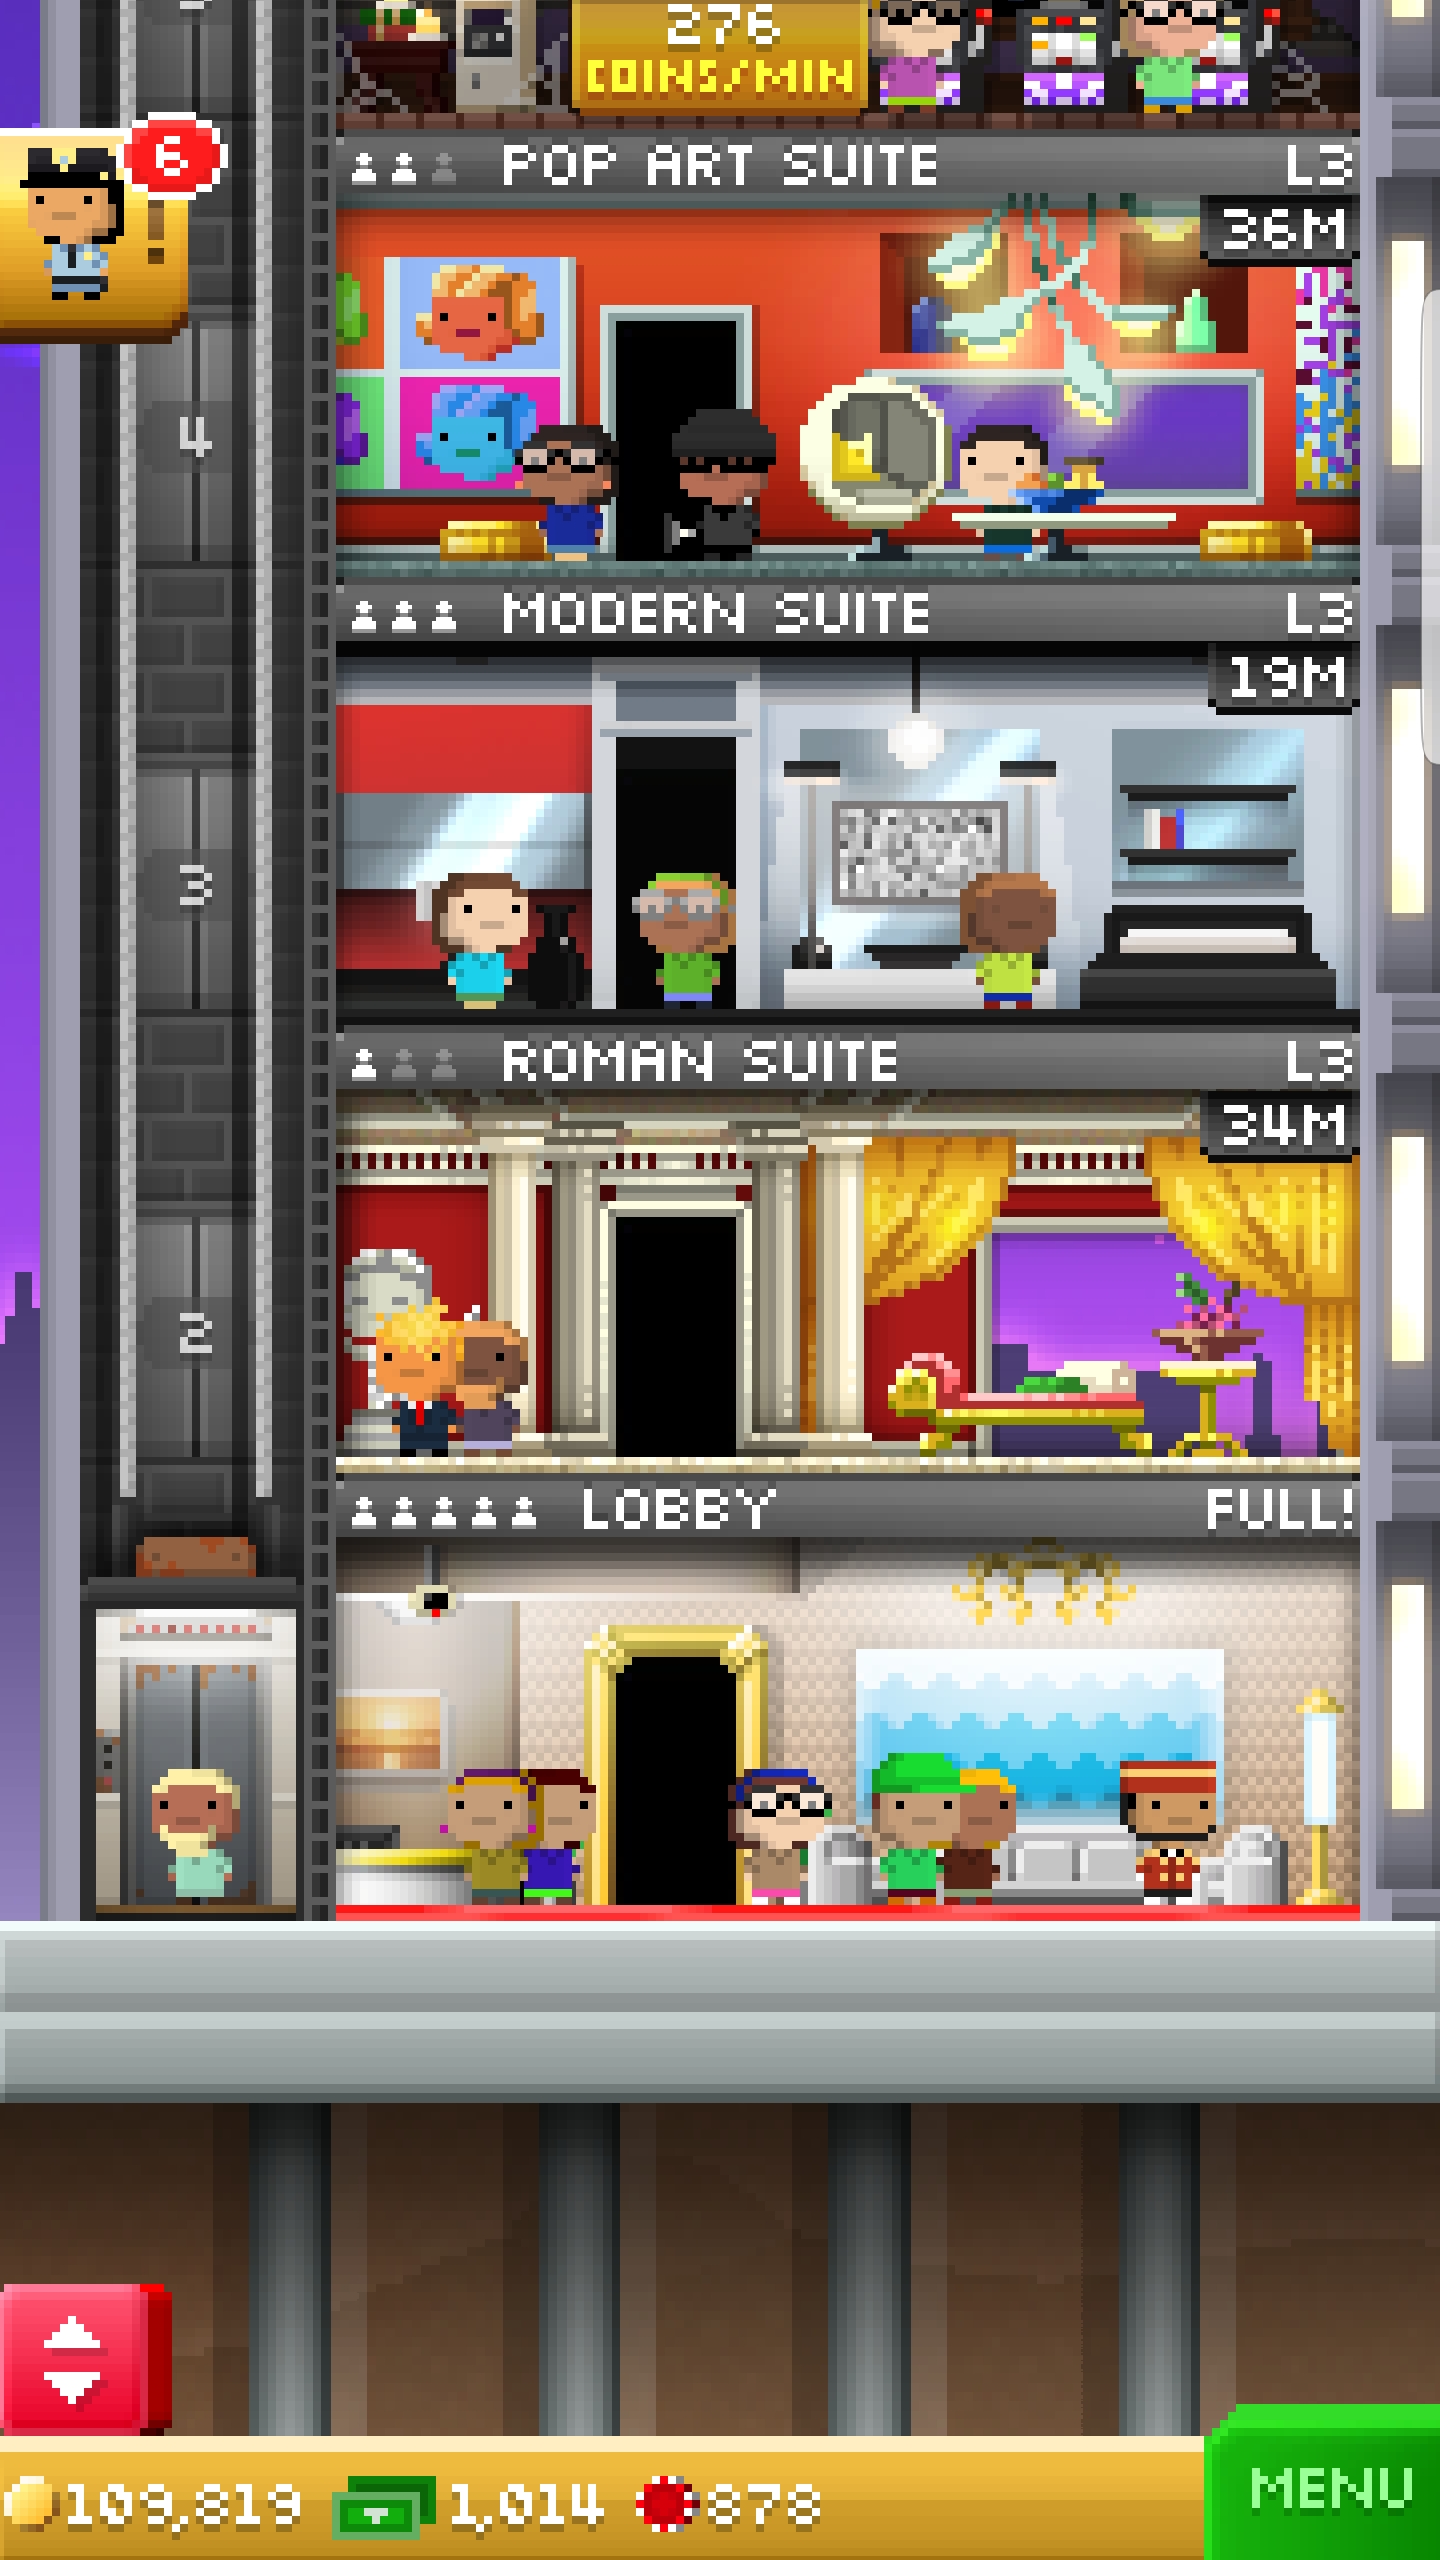 276
COINS/MIN
6
!
POP ART SUITE L3
36M
4
MODERN SUITE L3
19M
3
ROMAN SUITE L3
34M
2
LOBBY FULL!
109,819 1,014 878
MENU